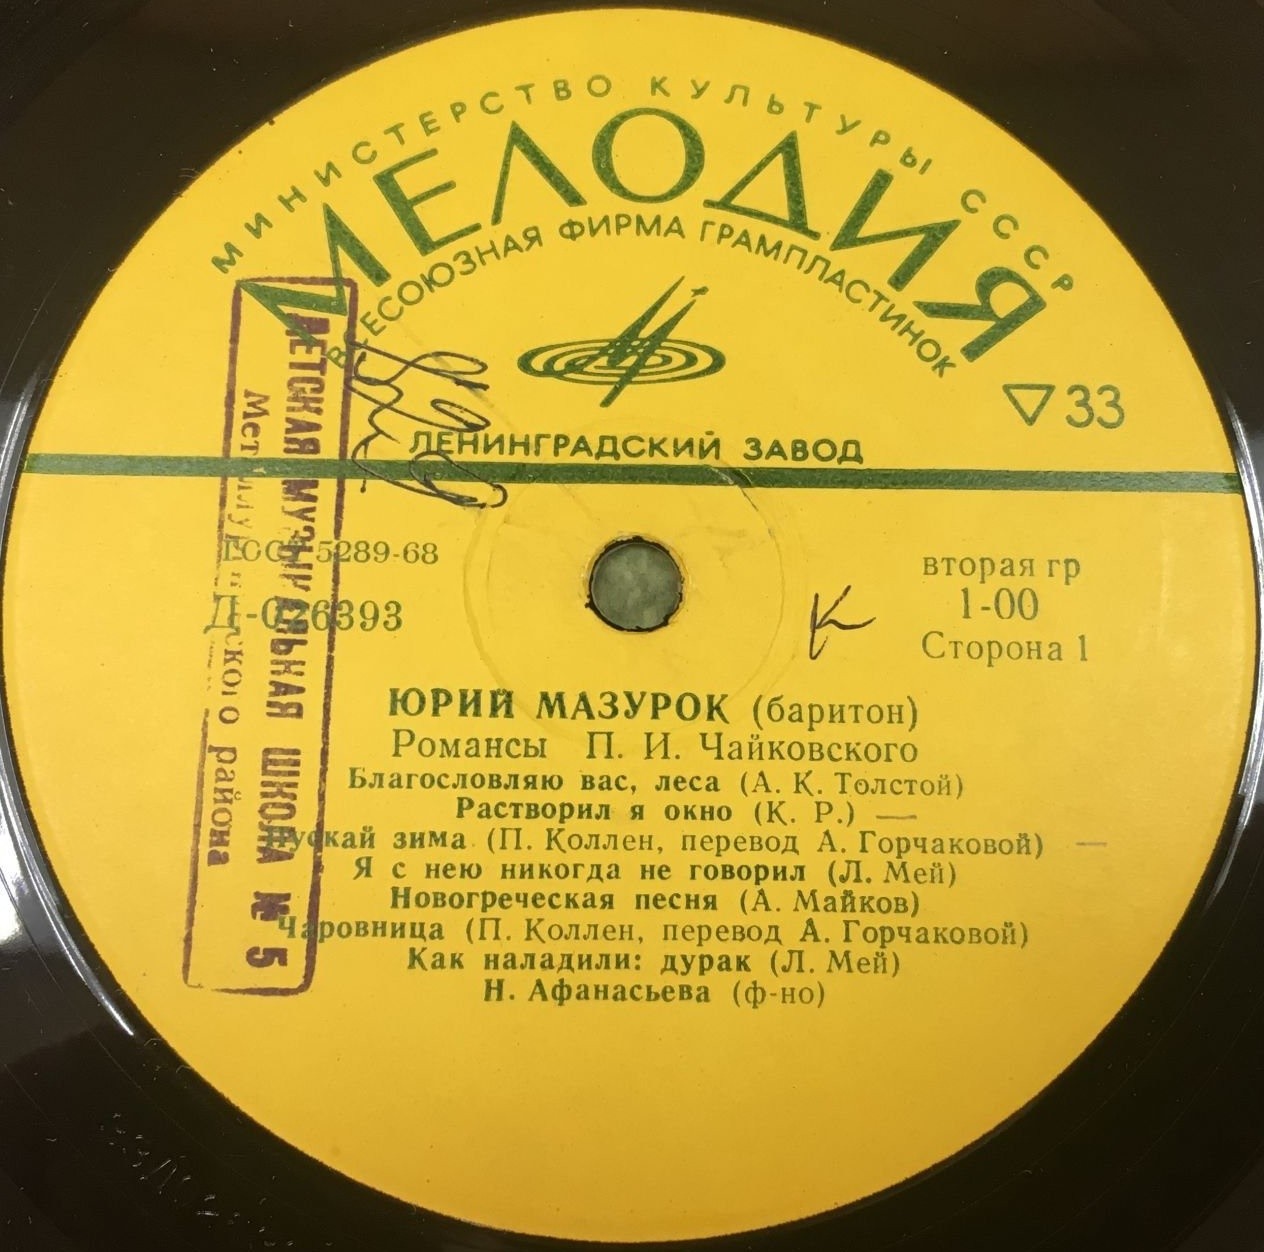 МИНИСТЕРСТВО КУЛЬТУРЫ СССР
МЕЛОДИЯ
ВСЕСОЮЗНАЯ ФИРМА ГРАМПЛАСТИНОК
33
ЛЕНИНГРАДСКИЙ ЗАВОД
ГОСТ 5289-68
Д-026393
вторая гр
1-00
Сторона 1
К
ЮРИЙ МАЗУРОК (баритон)
Романсы П. И. Чайковского
Благословляю вас, леса (А. К. Толстой)
Растворил я окно (К. Р.) —
Пускай зима (П. Коллен, перевод А. Горчаковой) —
Я с нею никогда не говорил (Л. Мей)
Новогреческая песня (А. Майков)
Чаровница (П. Коллен, перевод А. Горчаковой)
Как наладили: дурак (Л. Мей)
Н. Афанасьева (ф-но)
ДЕТСКАЯ МУЗЫКАЛЬНАЯ ШКОЛА № 5
Металлургического района